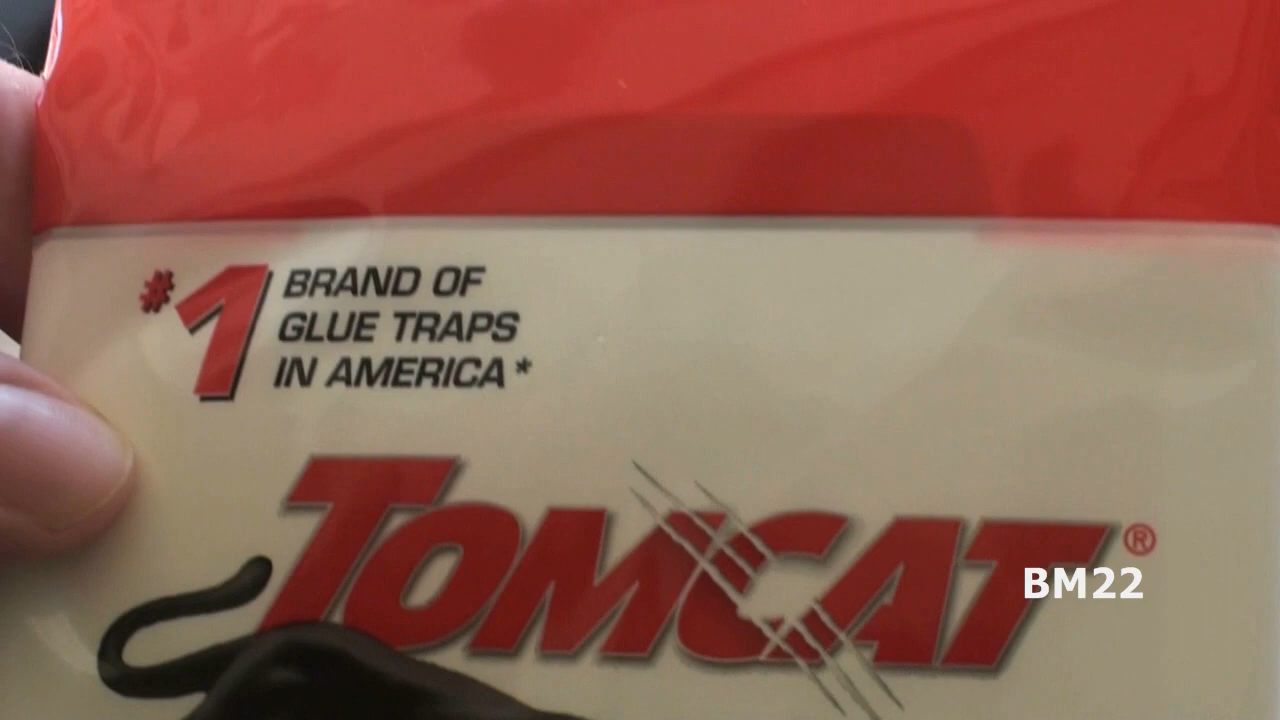 #1 BRAND OF
GLUE TRAPS
IN AMERICA*
TOMCAT®
BM22